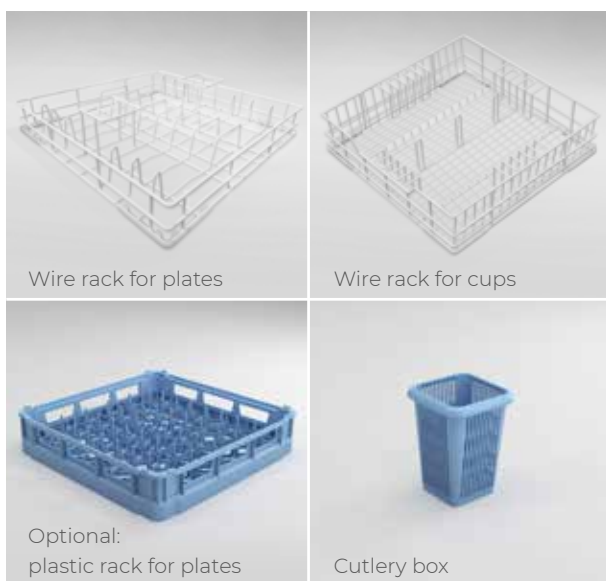 Wire rack for plates
Wire rack for cups
Optional:
plastic rack for plates
Cutlery box